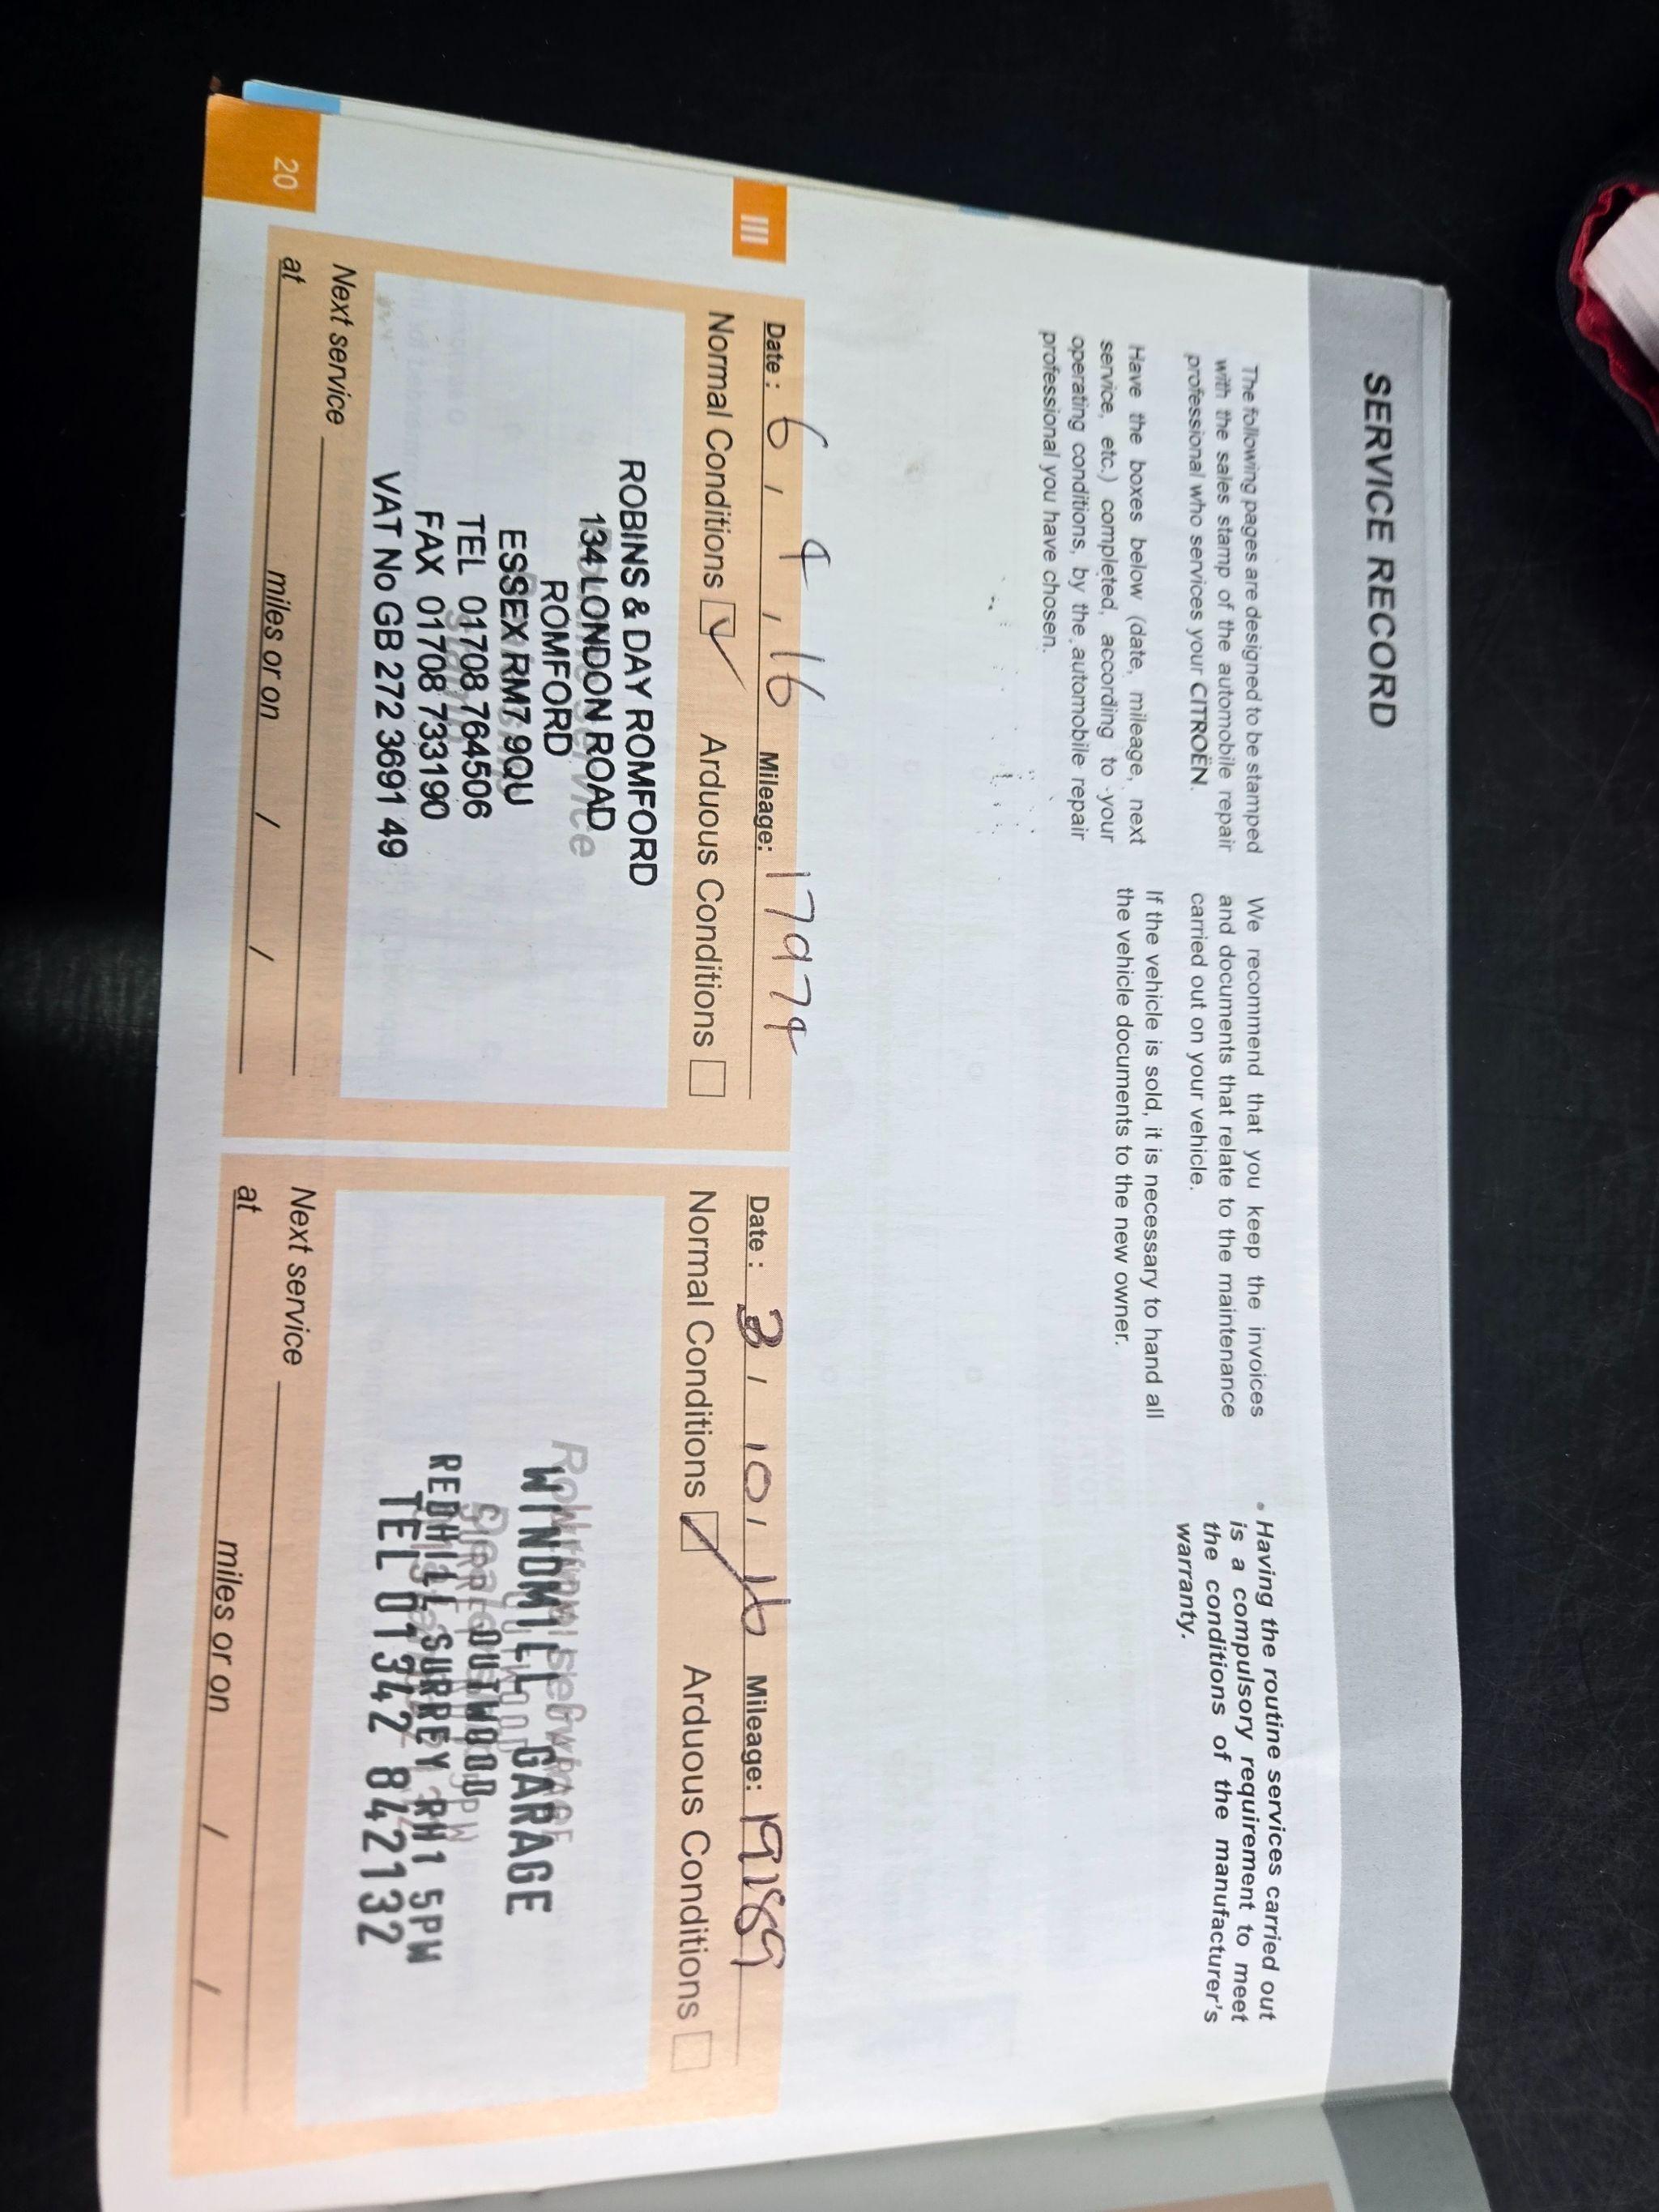 SERVICE RECORD
The following pages are designed to be stamped
with the sales stamp of the automobile repair
professional who services your CITROËN.
Have the boxes below (date, mileage, next
service, etc.) completed, according to your
operating conditions, by the automobile repair
professional you have chosen.
We recommend that you keep the invoices
and documents that relate to the maintenance
carried out on your vehicle.
If the vehicle is sold, it is necessary to hand all
the vehicle documents to the new owner.
• Having the routine services carried out
is a compulsory requirement to meet
the conditions of the manufacturer's
warranty.
III
Date : 6 / 9 / 16 Mileage: 17979
Normal Conditions Arduous Conditions
ROBINS & DAY ROMFORD
134 LONDON ROAD
ROMFORD
ESSEX RM7 9QU
TEL 01708 764506
FAX 01708 733190
VAT No GB 272 3691 49
Next service
at miles or on / /
Date : 3 / 10 / 16 Mileage: 19189
Normal Conditions Arduous Conditions
WINDMILL GARAGE
OUTWOOD
REDHILL SURREY RH1 5PW
TEL 01342 842132
Next service
at miles or on / /
20